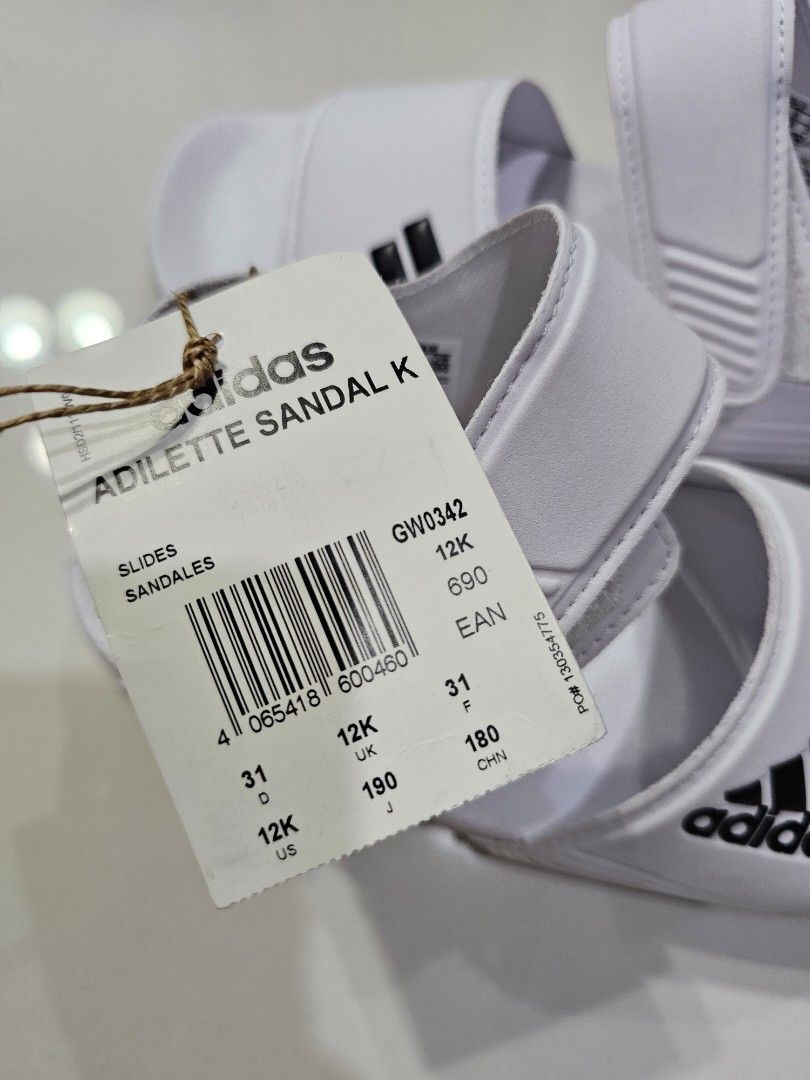 adidas
ADILETTE SANDAL K
SLIDES
SANDALES
GW0342
12K
690
EAN
4 065418 600460
31
D
12K
UK
31
F
12K
US
190
J
180
CHN
PO# 130354775
adidas